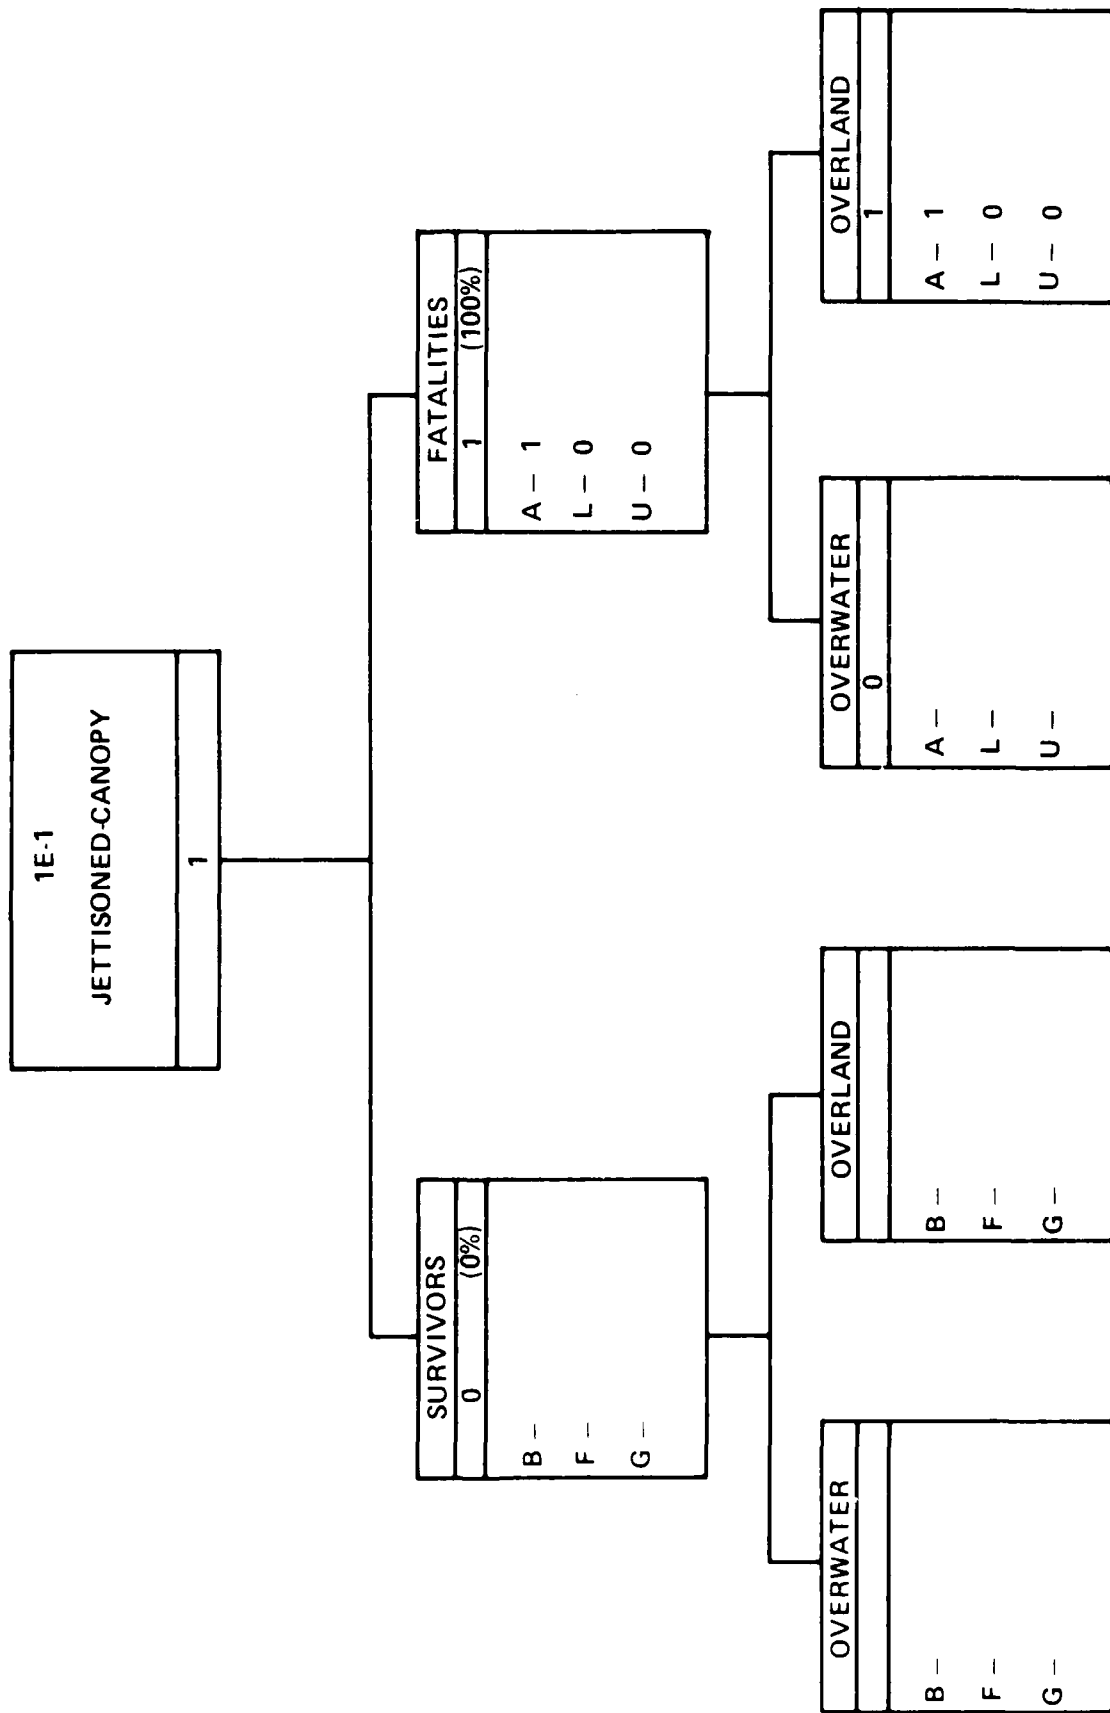 1E-1
JETTISONED-CANOPY
1
SURVIVORS
0 (0%)
B –
F –
G –
FATALITIES
1 (100%)
A – 1
L – 0
U – 0
OVERWATER
B –
F –
G –
OVERLAND
B –
F –
G –
OVERWATER
0
A –
L –
U –
OVERLAND
1
A – 1
L – 0
U – 0